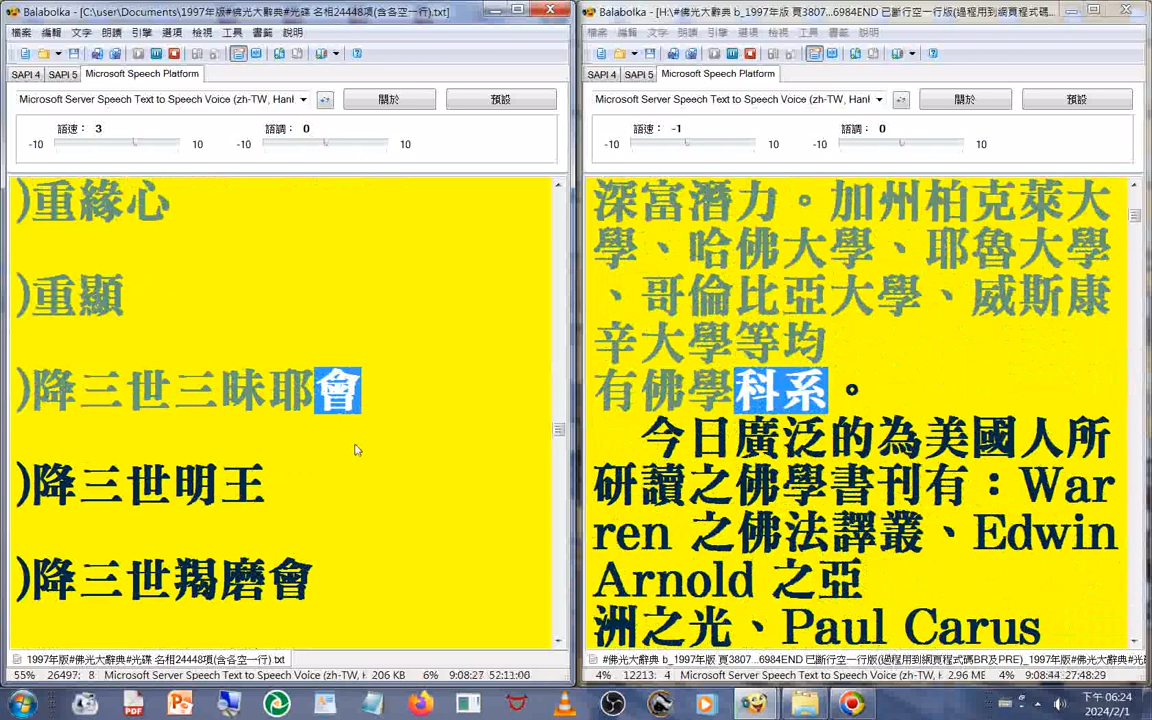 Balabolka - [C:\user\Documents\1997年版#佛光大辭典#光碟 名相24448項(含各空一行).txt]
檔案 編輯 文字 朗讀 引擎 選項 檢視 工具 書籤 說明
SAPI 4 SAPI 5 Microsoft Speech Platform
Microsoft Server Speech Text to Speech Voice (zh-TW, HanH 關於 預設
語速： 3 語調： 0
-10 10 -10 10
)重緣心
)重顯
)降三世三昧耶會
)降三世明王
)降三世羯磨會
1997年版#佛光大辭典#光碟 名相24448項(含各空一行).txt
55% 26497: 8 Microsoft Server Speech Text to Speech Voice (zh-TW, H 206 KB 6% 9:08:27 52:11:00
Balabolka - [H:\#佛光大辭典 b_1997年版 頁3807...6984END 已斷行空一行版(過程用到網頁程式碼...
檔案 編輯 文字 朗讀 引擎 選項 檢視 工具 書籤 說明
SAPI 4 SAPI 5 Microsoft Speech Platform
Microsoft Server Speech Text to Speech Voice (zh-TW, HanH 關於 預設
語速： -1 語調： 0
-10 10 -10 10
深富潛力。加州柏克萊大
學、哈佛大學、耶魯大學
、哥倫比亞大學、威斯康
辛大學等均
有佛學科系。
今日廣泛的為美國人所
研讀之佛學書刊有：War
ren 之佛法譯叢、Edwin
Arnold 之亞
洲之光、Paul Carus
#佛光大辭典 b_1997年版 頁3807...6984END 已斷行空一行版(過程用到網頁程式碼BR及PRE)_1997年版#佛光
4% 12213: 4 Microsoft Server Speech Text to Speech Voice (zh-TW, H 2.96 ME 4% 9:08:44-27:48:29
下午 06:24
2024/2/1